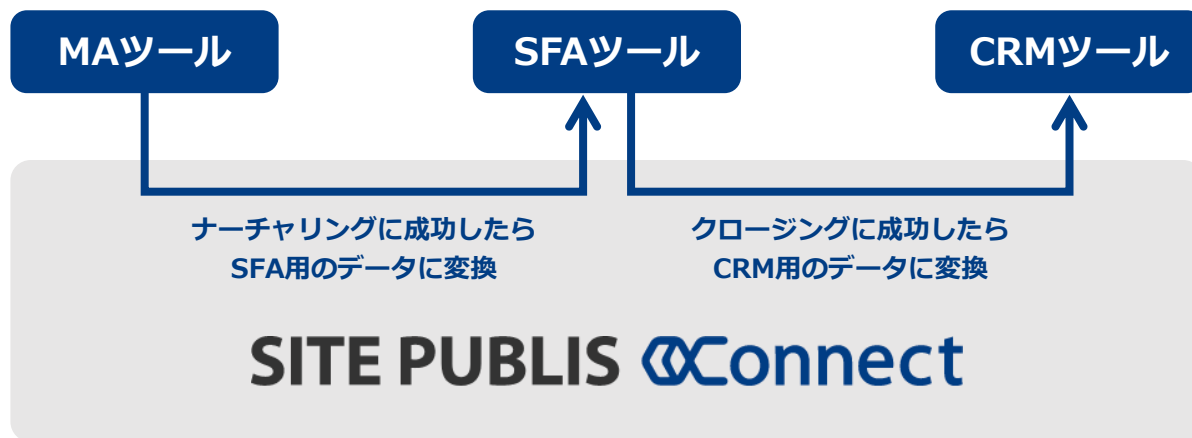 MAツール
SFAツール
CRMツール
ナーチャリングに成功したら
SFA用のデータに変換
クロージングに成功したら
CRM用のデータに変換
SITE PUBLIS Connect